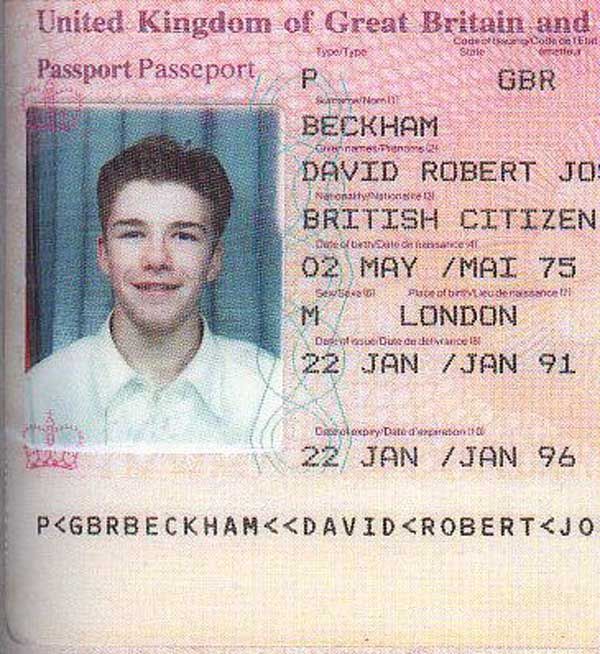 United Kingdom of Great Britain and
Type/Type
Code of Issuing/Code de l'Etat
State émetteur
Passport Passeport
P GBR
Surname/Nom (1)
BECKHAM
Given names/Prénoms (2)
DAVID ROBERT JOS
Nationality/Nationalité (3)
BRITISH CITIZEN
Date of birth/Date de naissance (4)
02 MAY /MAI 75
Sex/Sexe (5) Place of birth/Lieu de naissance (7)
M LONDON
Date of issue/Date de délivrance (8)
22 JAN /JAN 91
Date of expiry/Date d'expiration (10)
22 JAN /JAN 96
P<GBRBECKHAM<<DAVID<ROBERT<JO